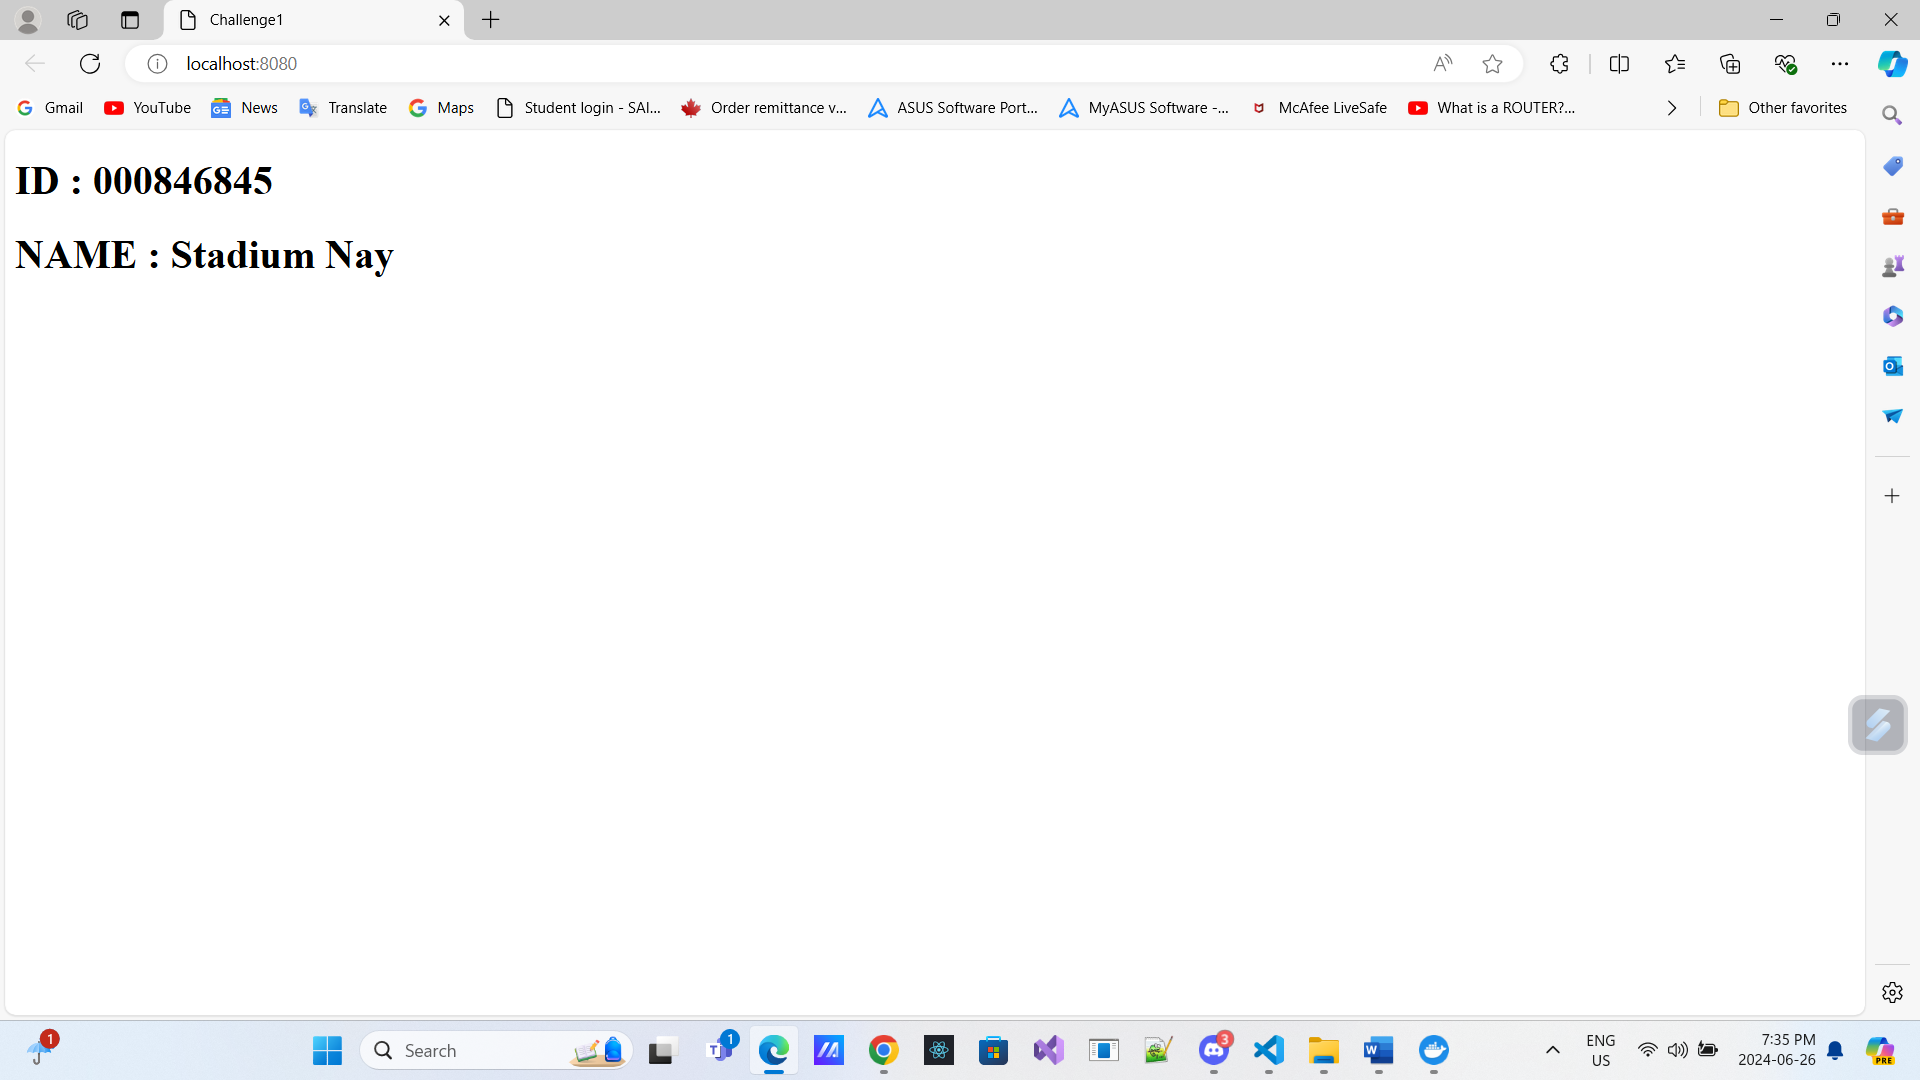 Challenge1
localhost:8080
Gmail
YouTube
News
Translate
Maps
Student login - SAI...
Order remittance v...
ASUS Software Port...
MyASUS Software -...
McAfee LiveSafe
What is a ROUTER?...
Other favorites
ID : 000846845
NAME : Stadium Nay
1
Search
1
3
ENG
US
7:35 PM
2024-06-26
PRE